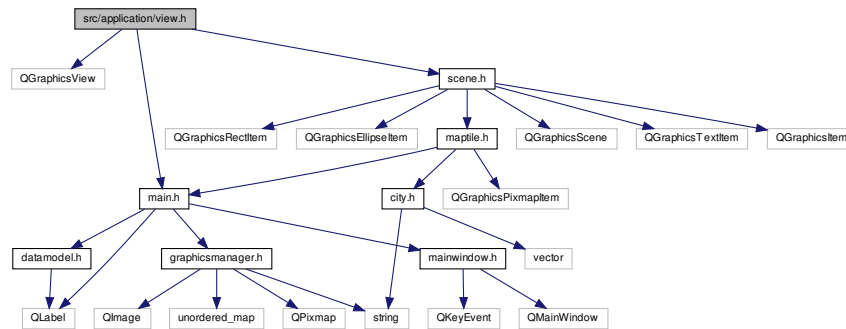 src/application/view.h
QGraphicsView
scene.h
QGraphicsRectItem
QGraphicsEllipseItem
maptile.h
QGraphicsScene
QGraphicsTextItem
QGraphicsItem
main.h
city.h
QGraphicsPixmapItem
datamodel.h
graphicsmanager.h
mainwindow.h
vector
QLabel
QImage
unordered_map
QPixmap
string
QKeyEvent
QMainWindow